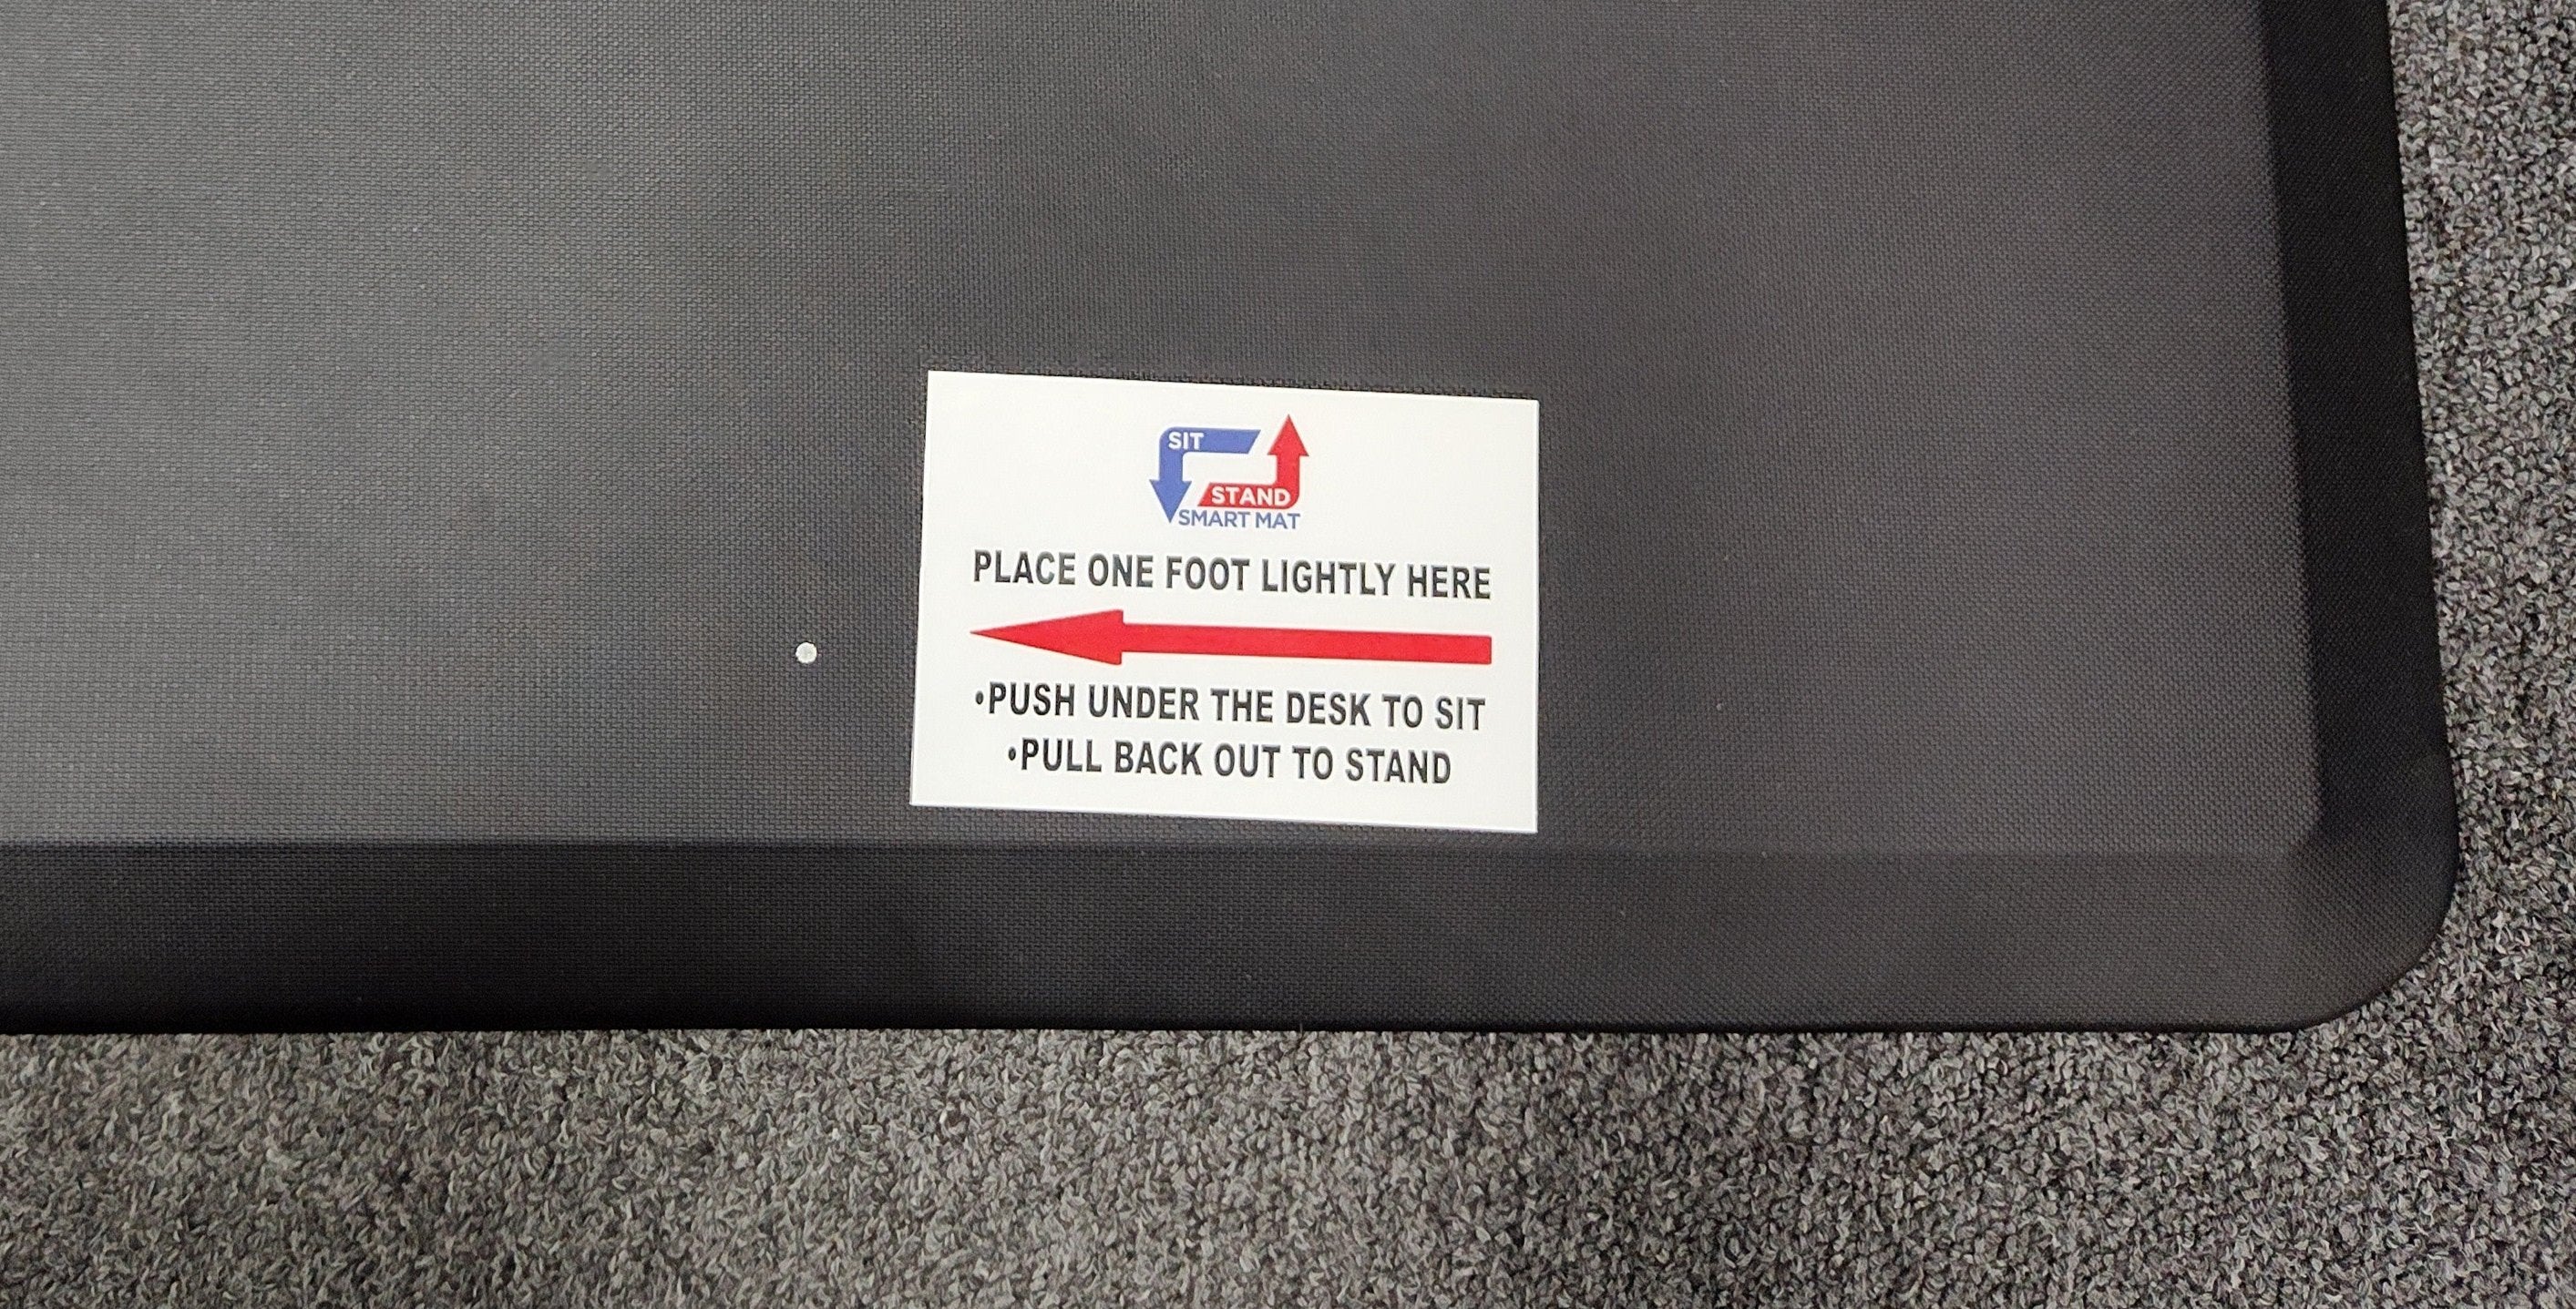 SIT
STAND
SMART MAT
PLACE ONE FOOT LIGHTLY HERE
•PUSH UNDER THE DESK TO SIT
•PULL BACK OUT TO STAND